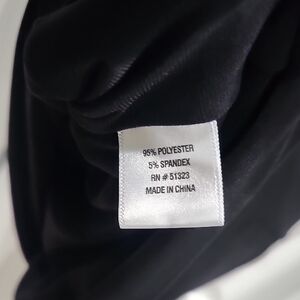 95% POLYESTER
5% SPANDEX
RN # 51323
MADE IN CHINA